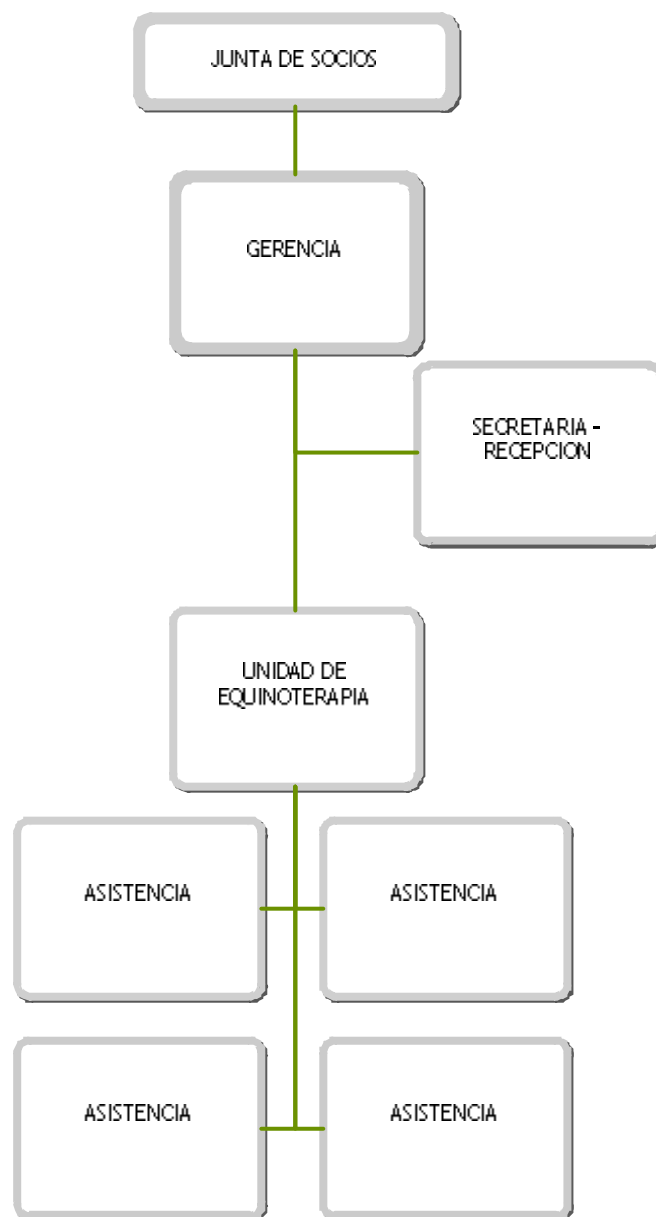 JUNTA DE SOCIOS
GERENCIA
SECRETARIA -
RECEPCION
UNIDAD DE
EQUINOTERAPIA
ASISTENCIA
ASISTENCIA
ASISTENCIA
ASISTENCIA